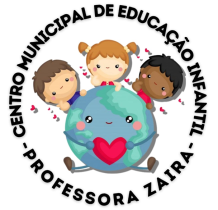 CENTRO MUNICIPAL DE EDUCAÇÃO INFANTIL
- PROFESSORA ZAIRA -